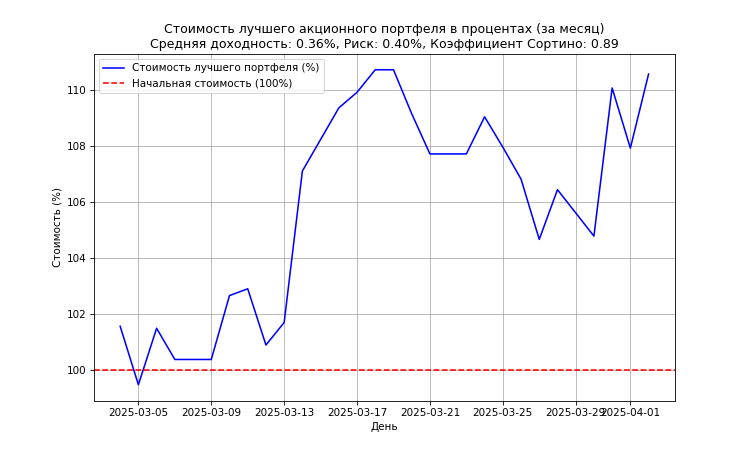 Стоимость лучшего акционного портфеля в процентах (за месяц)
Средняя доходность: 0.36%, Риск: 0.40%, Коэффициент Сортино: 0.89
Стоимость лучшего портфеля (%)
Начальная стоимость (100%)
Стоимость (%)
110
108
106
104
102
100
2025-03-05 2025-03-09 2025-03-13 2025-03-17 2025-03-21 2025-03-25 2025-03-29 2025-04-01
День